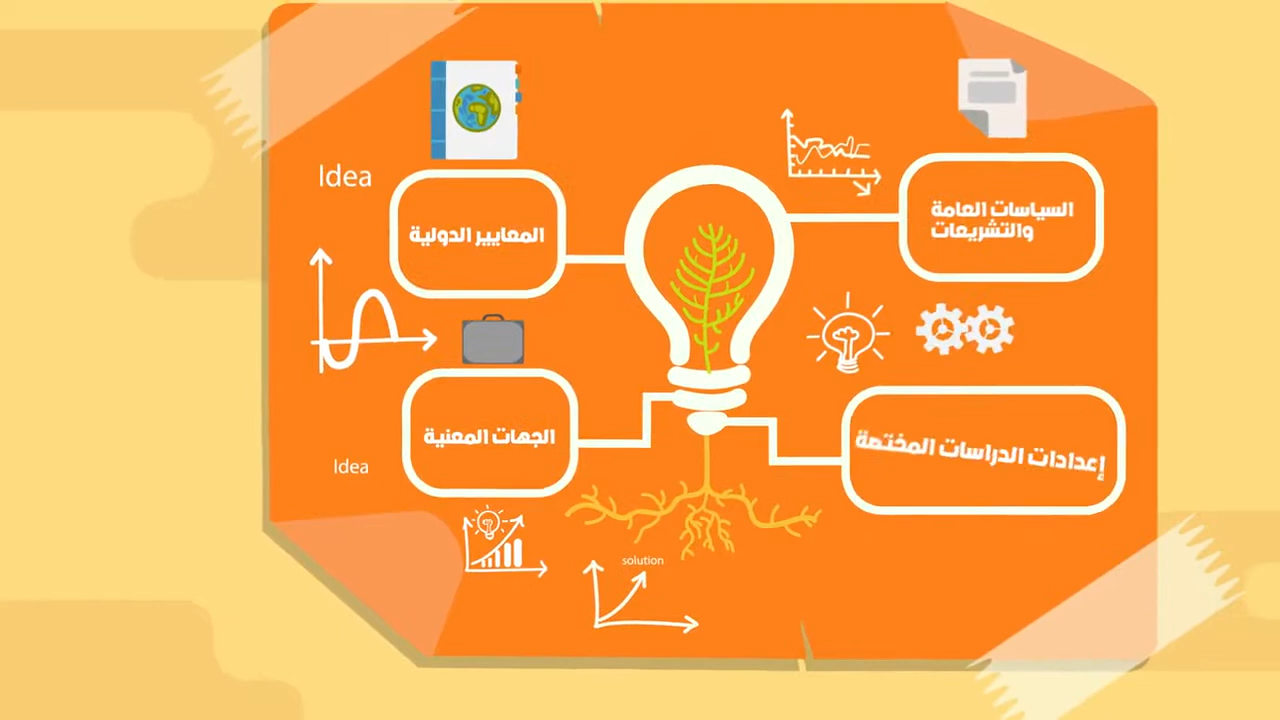 السياسات العامة
والتشريعات
Idea
المعايير الدولية
إعدادات الدراسات المختصة
الجهات المعنية
Idea
solution